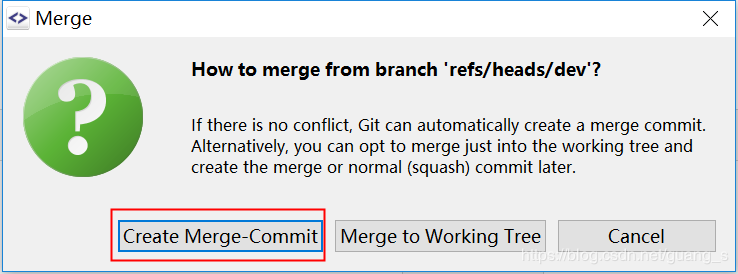 Merge
How to merge from branch 'refs/heads/dev'?
If there is no conflict, Git can automatically create a merge commit.
Alternatively, you can opt to merge just into the working tree and
create the merge or normal (squash) commit later.
Create Merge-Commit
Merge to Working Tree
Cancel
https://blog.csdn.net/guang_s